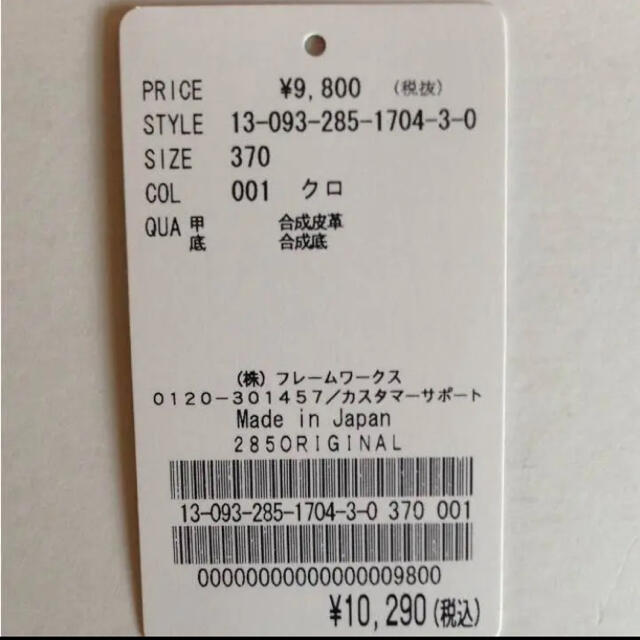 PRICE ¥9,800 (税抜)
STYLE 13-093-285-1704-3-0
SIZE 370
COL 001 クロ
QUA 甲 合成皮革
底 合成底
(株)フレームワークス
0120-301457/カスタマーサポート
Made in Japan
285ORIGINAL
13-093-285-1704-3-0 370 001
00000000000000009800
¥10,290(税込)